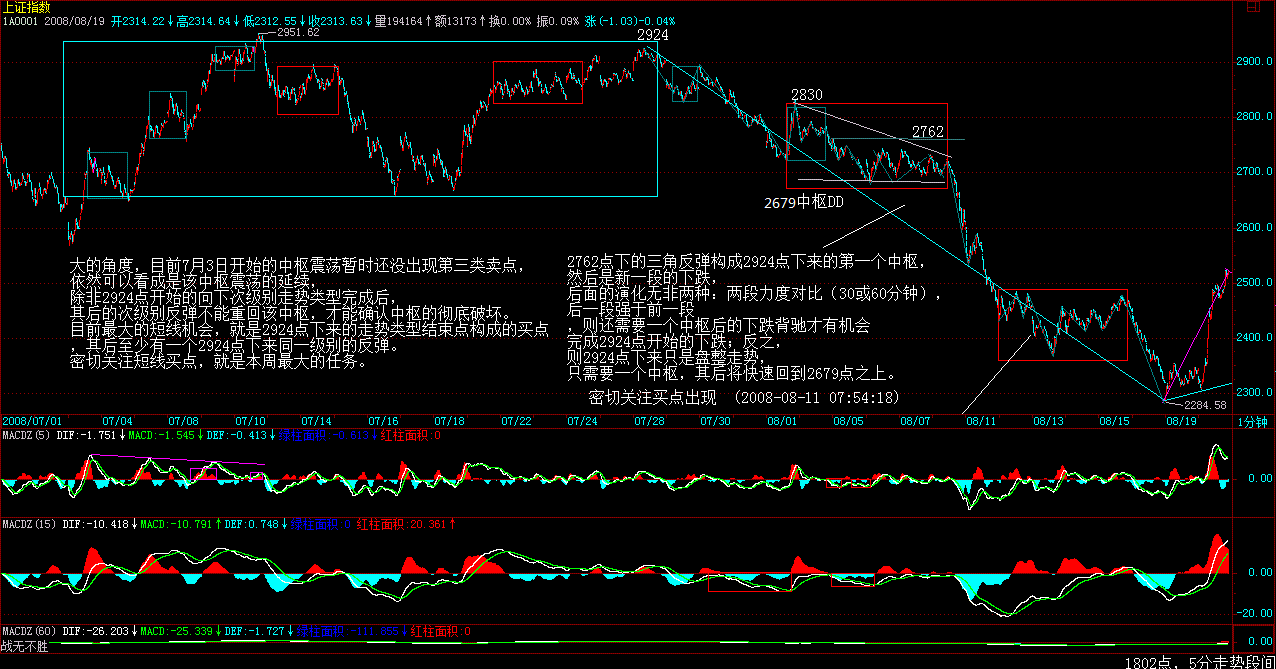 上证指数
1A0001 2008/08/19 开2314.22↓高2314.64↓低2312.55↓收2313.63↓量194164↑额13173↑换0.00% 振0.09% 涨(-1.03)-0.04%
2951.62
2924
2900.0
2830
2800.0
2762
2700.0
2679中枢DD
2600.0
大的角度，目前7月3日开始的中枢震荡暂时还没出现第三类卖点，
依然可以看成是该中枢震荡的延续，
除非2924点开始的向下次级别走势类型完成后，
其后的次级别反弹不能重回该中枢，才能确认中枢的彻底破坏。
目前最大的短线机会，就是2924点下来的走势类型结束点构成的买点
，其后至少有一个2924点下来同一级别的反弹。
密切关注短线买点，就是本周最大的任务。
2762点下的三角反弹构成2924点下来的第一个中枢，
然后是新一段的下跌，
后面的演化无非两种：两段力度对比（30或60分钟），
后一段强于前一段
，则还需要一个中枢后的下跌背驰才有机会
完成2924点开始的下跌；反之，
则2924点下来只是盘整走势，
只需要一个中枢，其后将快速回到2679点之上。
密切关注买点出现 （2008-08-11 07:54:18）
2500.0
2400.0
2300.0
2284.58
2008/07/01 07/04 07/08 07/10 07/14 07/16 07/18 07/22 07/24 07/28 07/30 08/01 08/05 08/07 08/11 08/13 08/15 08/19 1分钟
MACDZ(5) DIF:-1.751↓MACD:-1.545↓DEF:-0.413↓绿柱面积:-0.813↓红柱面积:0
0.00
MACDZ(15) DIF:-10.418↓MACD:-10.791↑DEF:0.748↓绿柱面积:0 红柱面积:20.361↑
0.00
-20.00
MACDZ(60) DIF:-26.203↓MACD:-25.339↓DEF:-1.727↓绿柱面积:-111.855↓红柱面积:0
0.00
战无不胜
1802点，5分走势段间